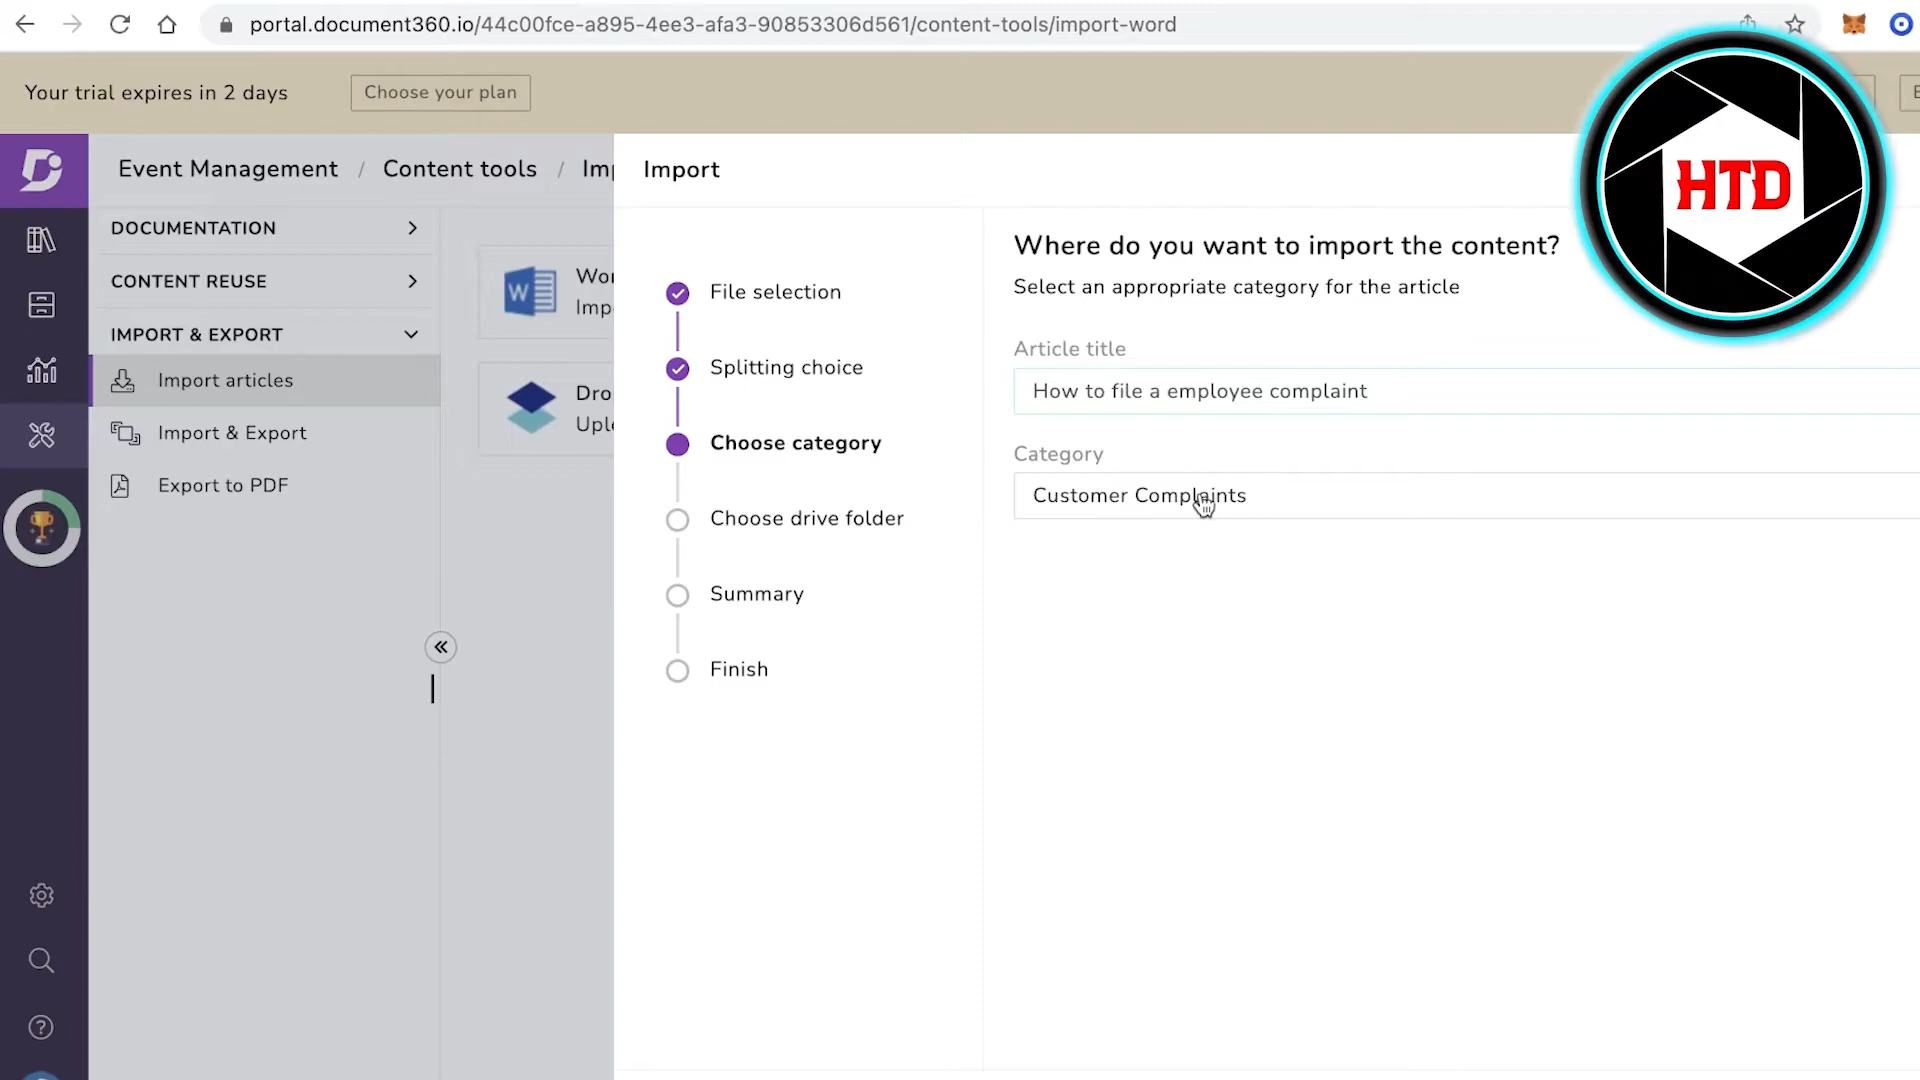 portal.document360.io/44c00fce-a895-4ee3-afa3-90853306d561/content-tools/import-word
Your trial expires in 2 days
Choose your plan
HTD
Event Management / Content tools / Imp
Import
DOCUMENTATION
CONTENT REUSE
IMPORT & EXPORT
Import articles
Import & Export
Export to PDF
W
Wor
Impo
Dro
Uple
File selection
Splitting choice
Choose category
Choose drive folder
Summary
Finish
Where do you want to import the content?
Select an appropriate category for the article
Article title
How to file a employee complaint
Category
Customer Complaints